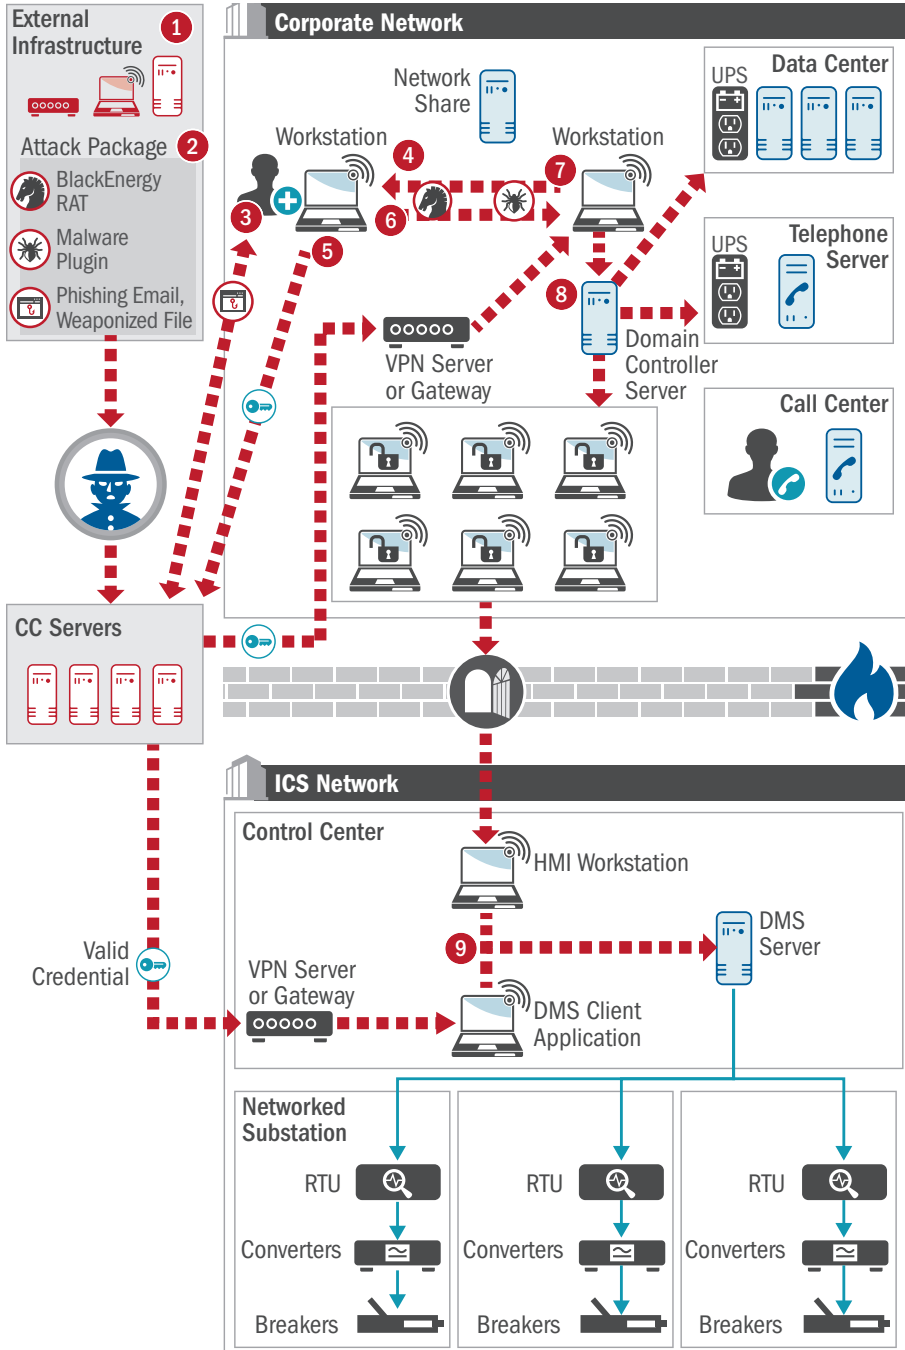 External
Infrastructure
1
Attack Package
2
BlackEnergy
RAT
Malware
Plugin
Phishing Email,
Weaponized File
CC Servers
Valid
Credential
Corporate Network
Network
Share
Workstation
Workstation
3
4
5
6
7
8
VPN Server
or Gateway
Domain
Controller
Server
UPS
Data Center
UPS
Telephone
Server
Call Center
ICS Network
Control Center
HMI Workstation
9
DMS
Server
VPN Server
or Gateway
DMS Client
Application
Networked
Substation
RTU
Converters
Breakers
RTU
Converters
Breakers
RTU
Converters
Breakers